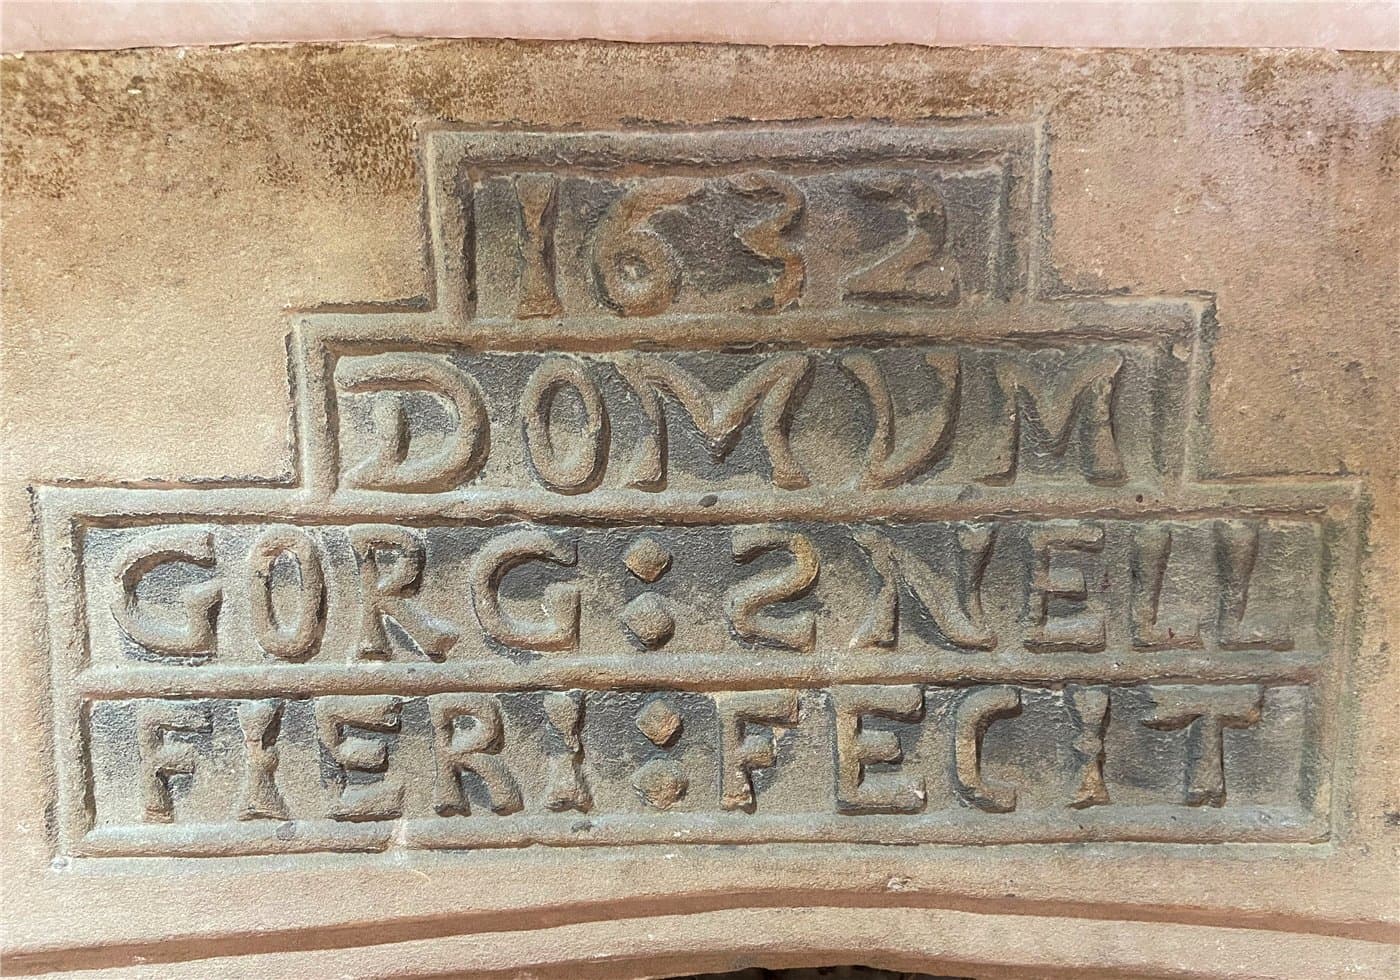 1632
DOMVM
GORG : SNELL
FIERI : FECIT